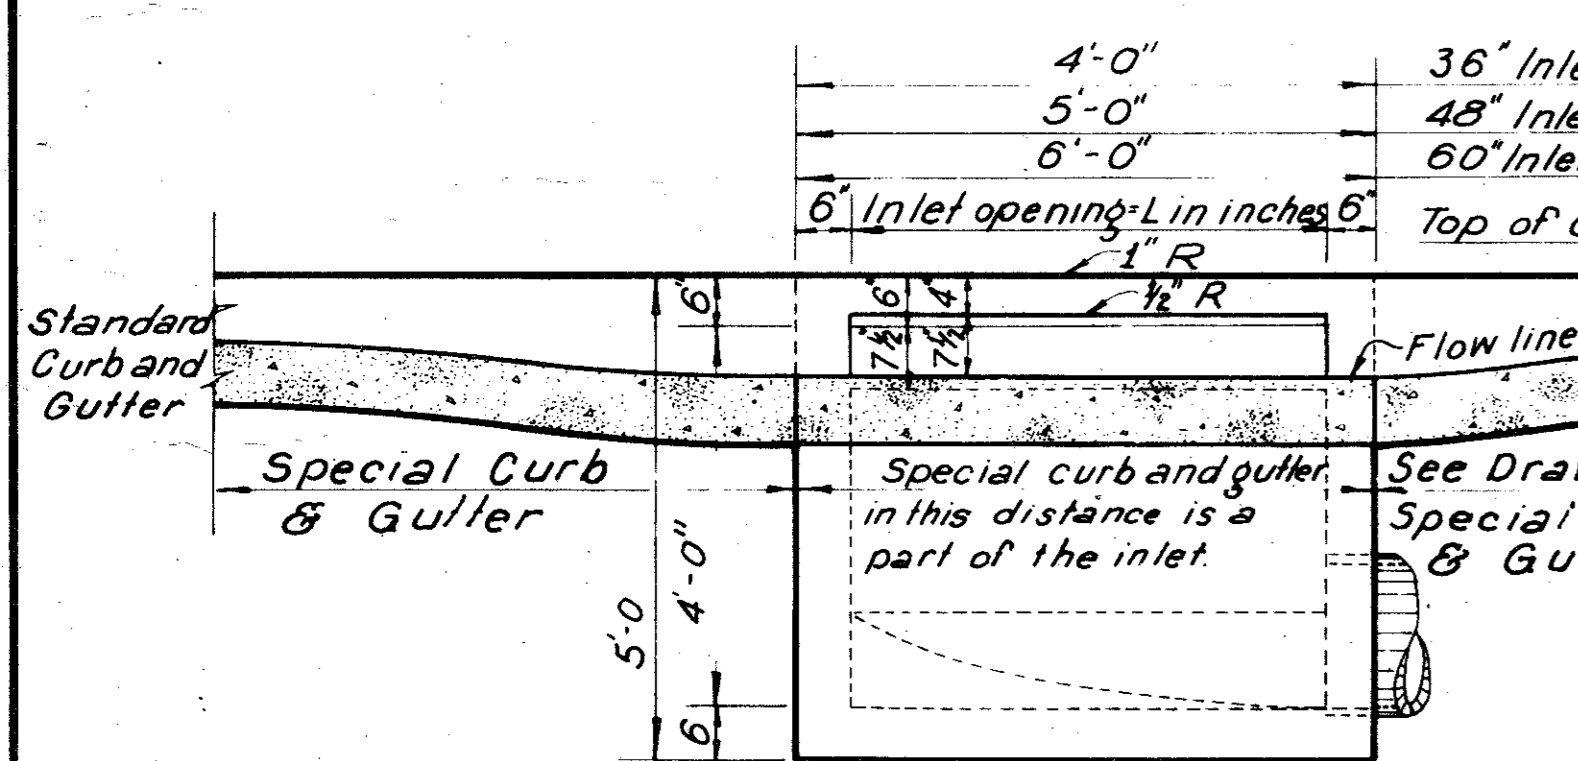 4'-0" 36" Inle
5'-0" 48" Inle
6'-0" 60" Inle
6" Inlet opening=L in inches 6"
Top of
1" R
6" 6" 4" 1/2" R
7 1/2" 7 1/2"
Standard
Curb and
Gutter
Flow line
Special Curb
& Gutter
Special curb and gutter
in this distance is a
part of the inlet.
See Dra
Special
& Gu
5'-0
4'-0"
6